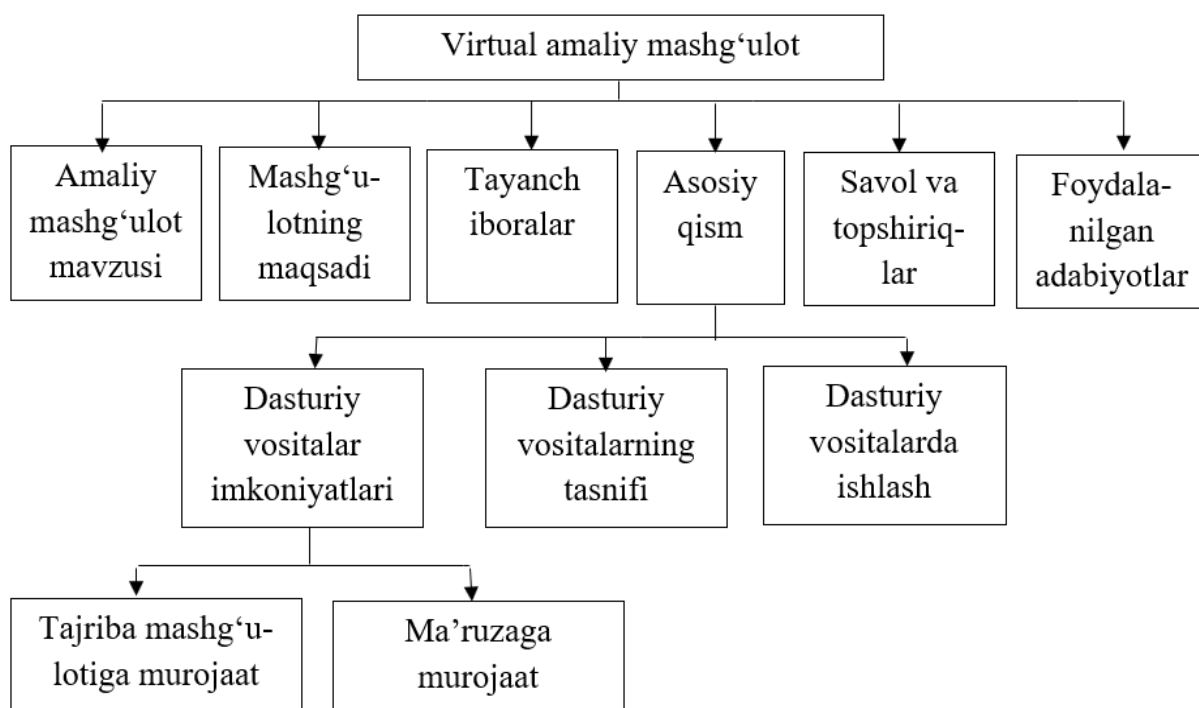 Virtual amaliy mashg‘ulot
Amaliy
mashg‘ulot
mavzusi
Mashg‘u-
lotning
maqsadi
Tayanch
iboralar
Asosiy
qism
Savol va
topshiriq-
lar
Foydala-
nilgan
adabiyotlar
Dasturiy
vositalar
imkoniyatlari
Dasturiy
vositalarning
tasnifi
Dasturiy
vositalarda
ishlash
Tajriba mashg‘u-
lotiga murojaat
Ma’ruzaga
murojaat